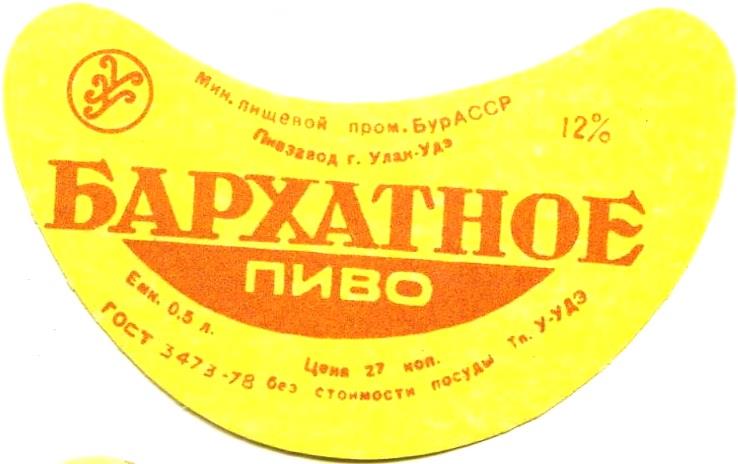 Мин. пищевой пром. БурАССР
Пивзавод г. Улан-Удэ
12%
БАРХАТНОЕ
ПИВО
Емк. 0.5 л.
Цена 27 коп.
ГОСТ 3473-78 без стоимости посуды Тп. У-УДЭ